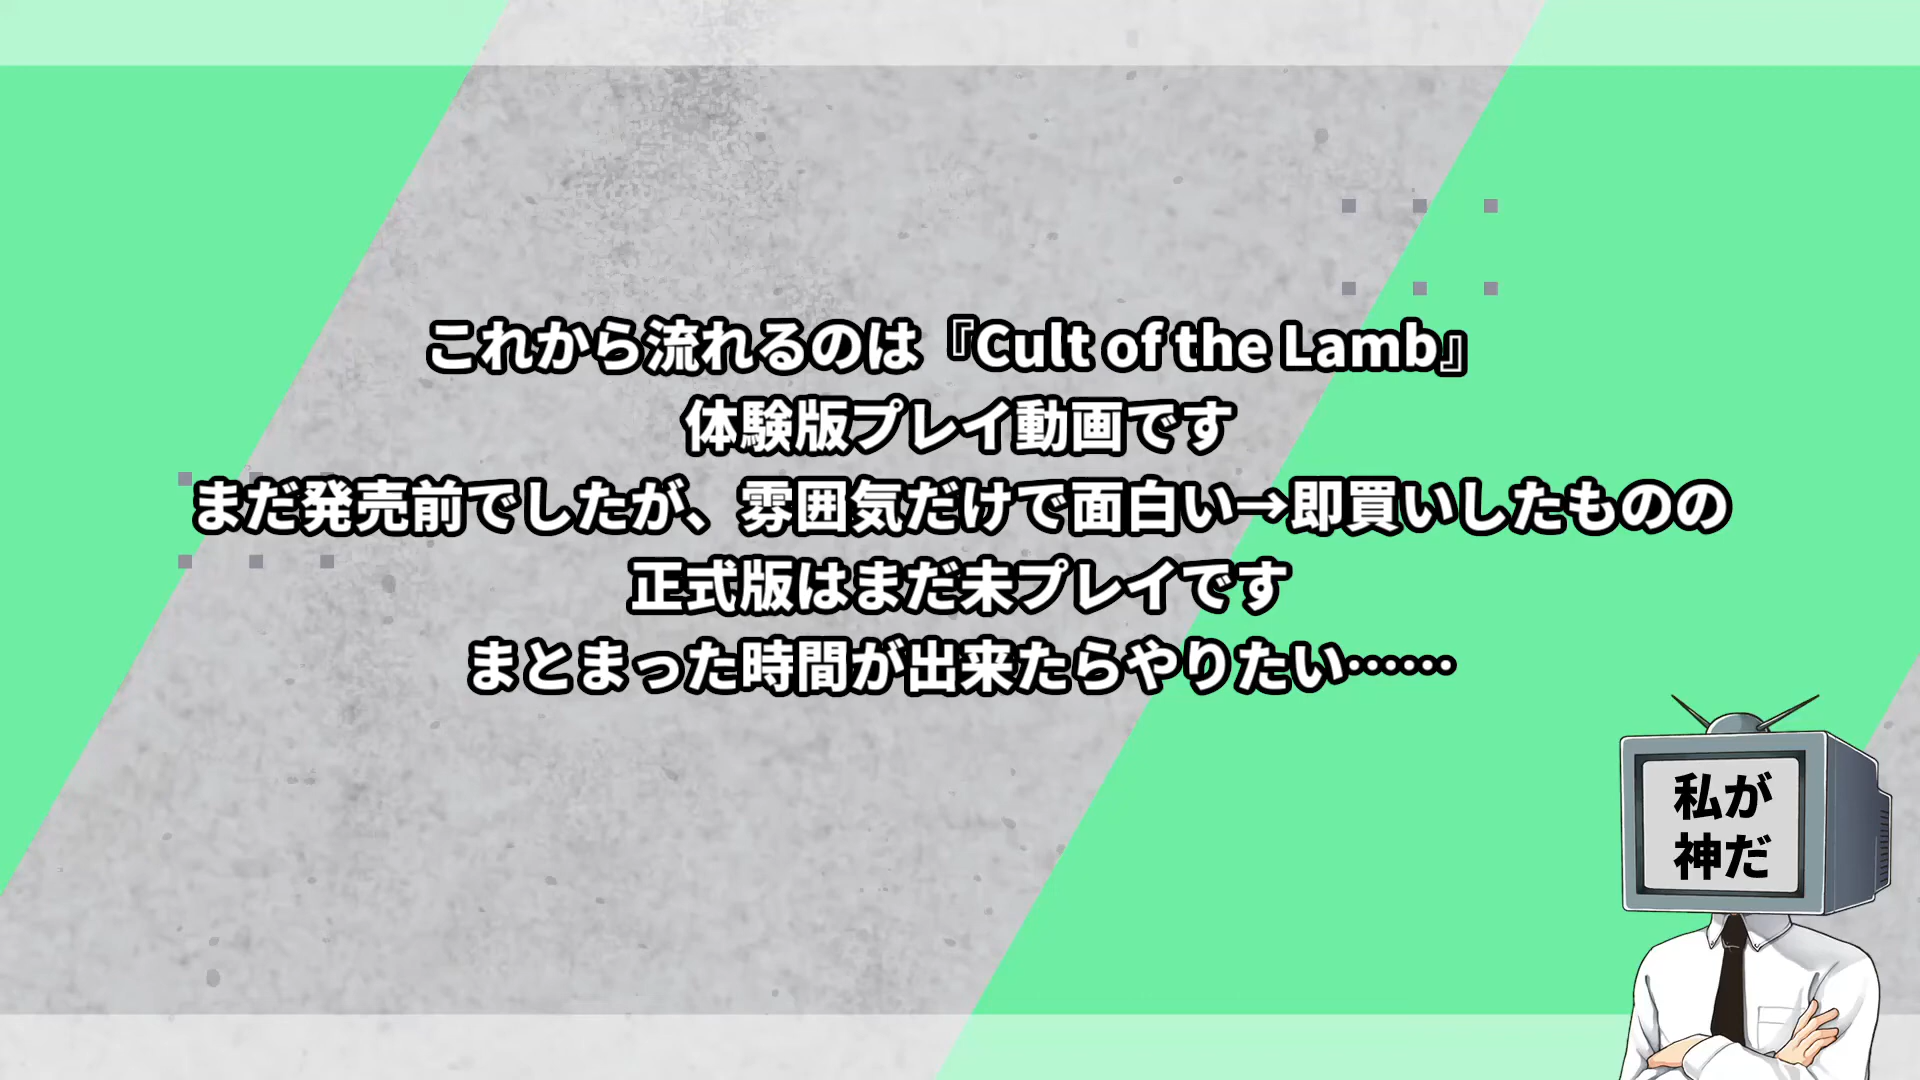 これから流れるのは『Cult of the Lamb』
体験版プレイ動画です
まだ発売前でしたが、雰囲気だけで面白い→即買いしたものの
正式版はまだ未プレイです
まとまった時間が出来たらやりたい……
私が
神だ